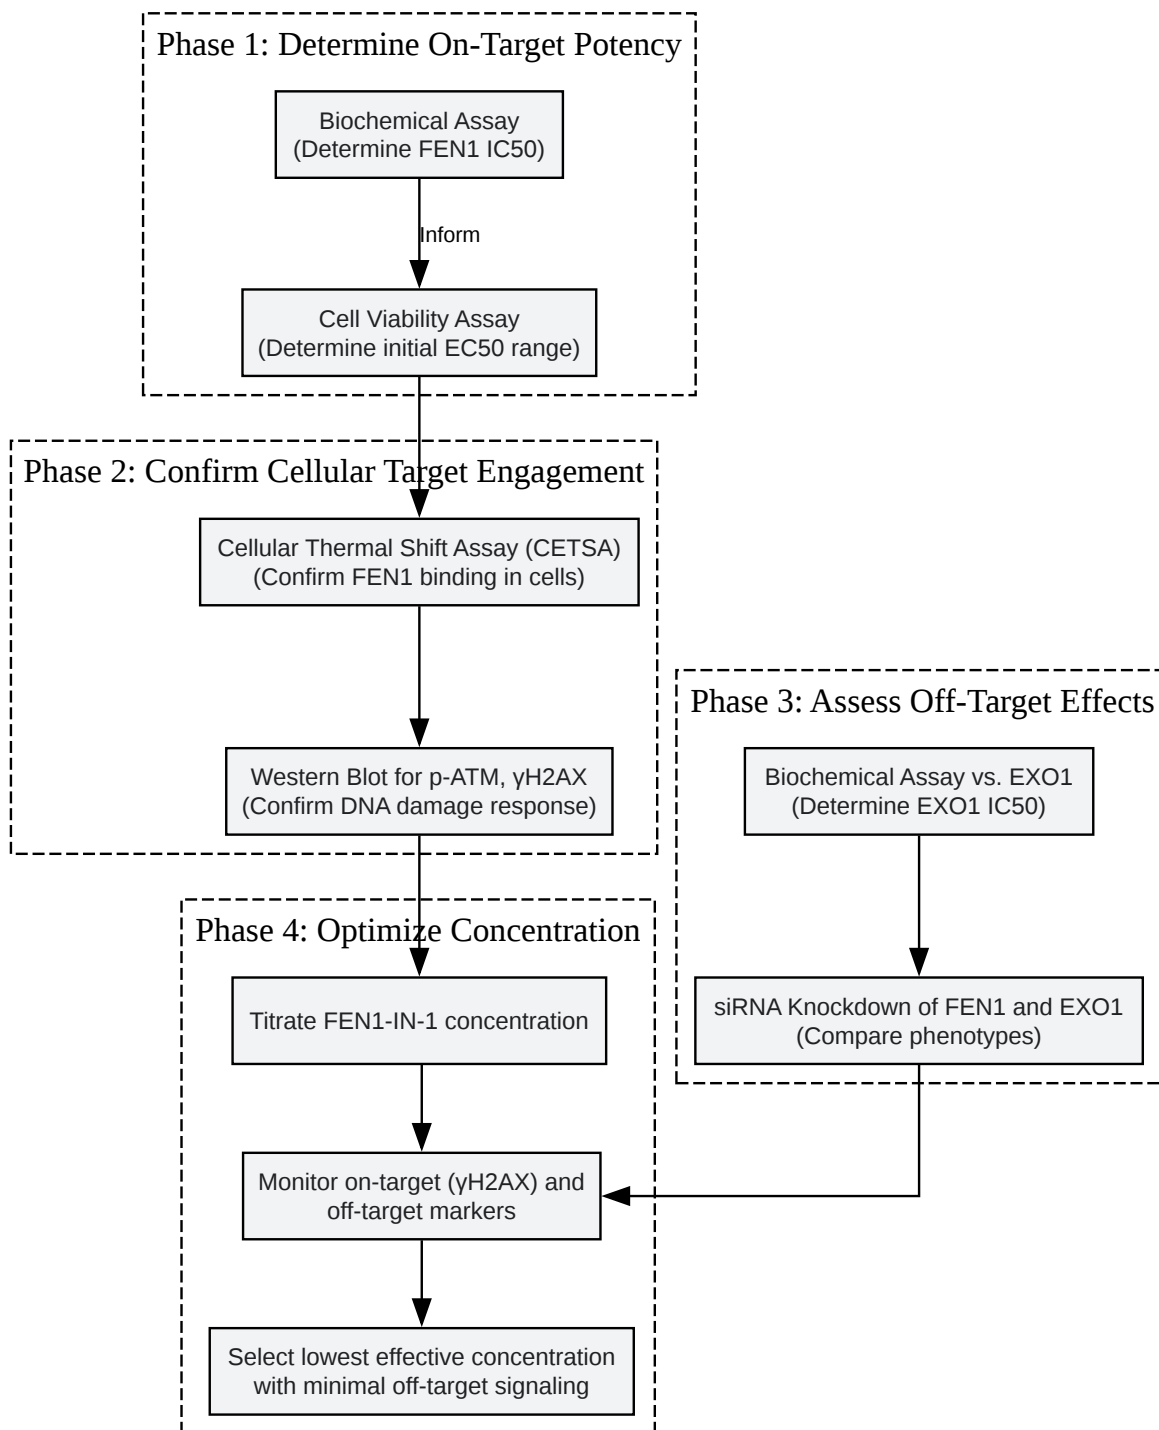 Phase 1: Determine On-Target Potency
Biochemical Assay
(Determine FEN1 IC50)
Inform
Cell Viability Assay
(Determine initial EC50 range)
Phase 2: Confirm Cellular Target Engagement
Cellular Thermal Shift Assay (CETSA)
(Confirm FEN1 binding in cells)
Western Blot for p-ATM, γH2AX
(Confirm DNA damage response)
Phase 3: Assess Off-Target Effects
Biochemical Assay vs. EXO1
(Determine EXO1 IC50)
siRNA Knockdown of FEN1 and EXO1
(Compare phenotypes)
Phase 4: Optimize Concentration
Titrate FEN1-IN-1 concentration
Monitor on-target (γH2AX) and
off-target markers
Select lowest effective concentration
with minimal off-target signaling